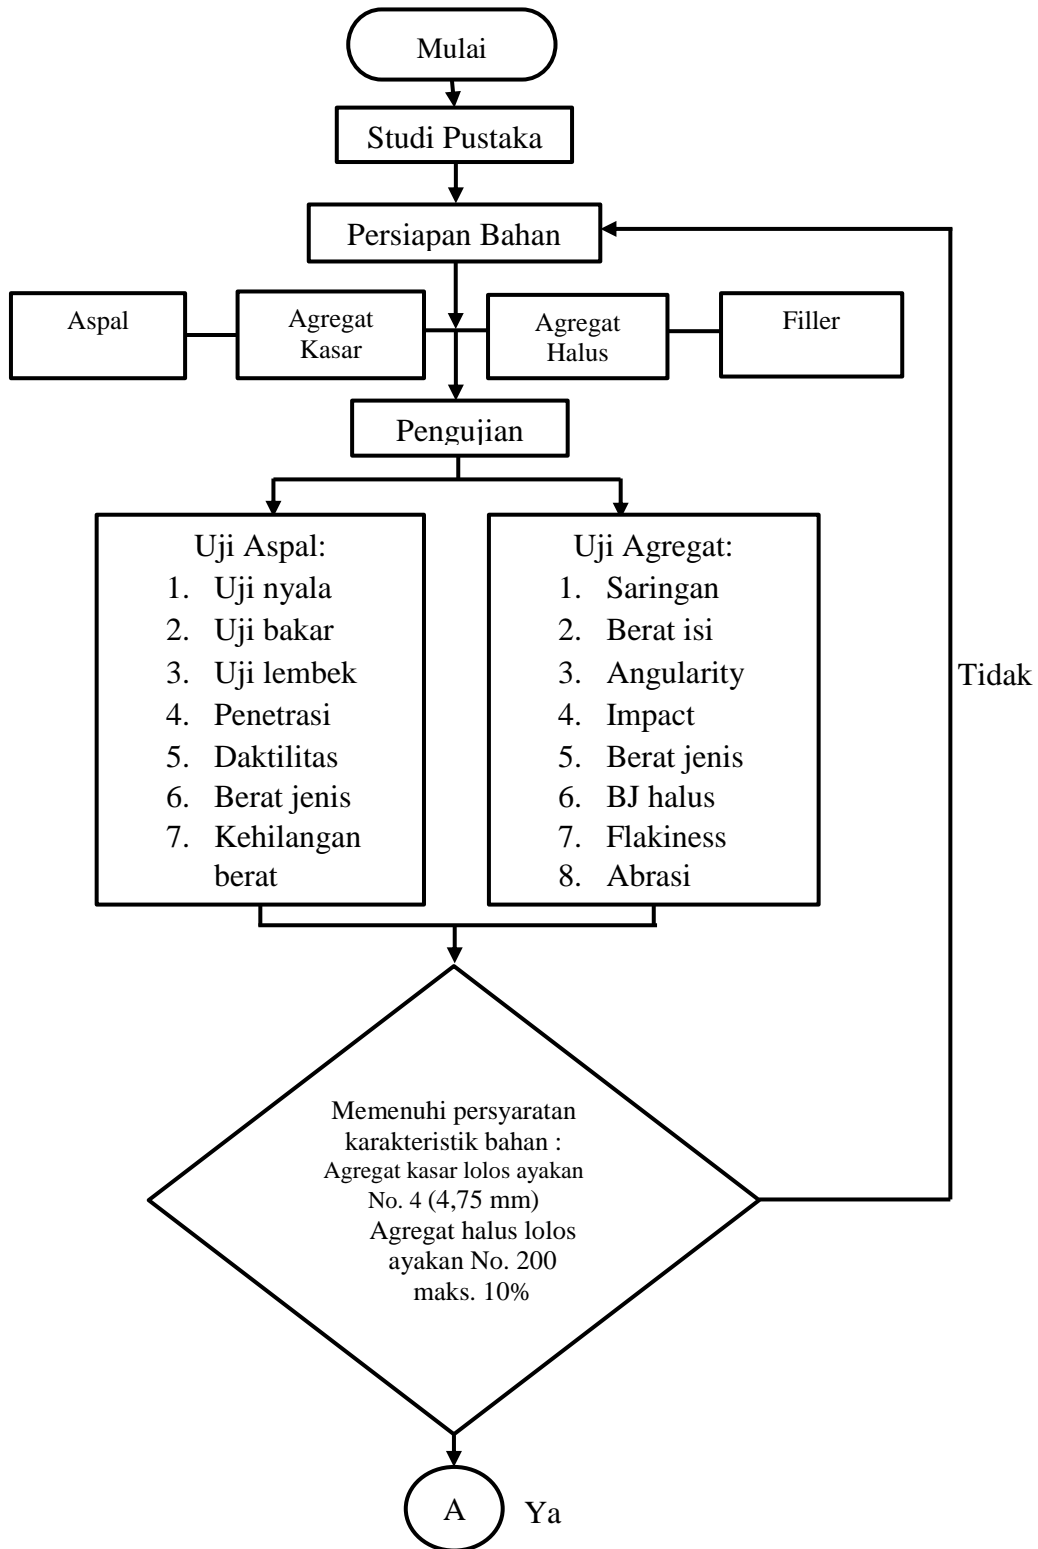 Mulai
Studi Pustaka
Persiapan Bahan
Aspal
Agregat
Kasar
Agregat
Halus
Filler
Pengujian
Uji Aspal:
1. Uji nyala
2. Uji bakar
3. Uji lembek
4. Penetrasi
5. Daktilitas
6. Berat jenis
7. Kehilangan
berat
Uji Agregat:
1. Saringan
2. Berat isi
3. Angularity
4. Impact
5. Berat jenis
6. BJ halus
7. Flakiness
8. Abrasi
Tidak
Memenuhi persyaratan
karakteristik bahan :
Agregat kasar lolos ayakan
No. 4 (4,75 mm)
Agregat halus lolos
ayakan No. 200
maks. 10%
A
Ya